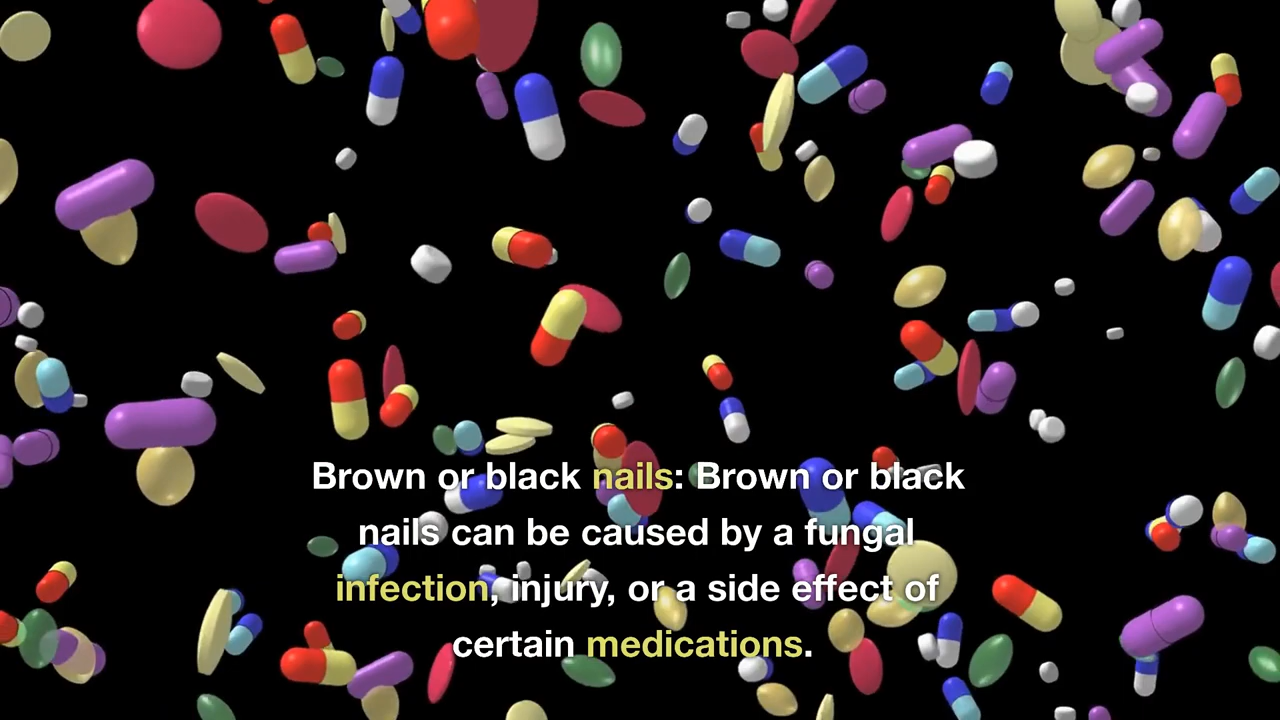 Brown or black nails: Brown or black
nails can be caused by a fungal
infection, injury, or a side effect of
certain medications.